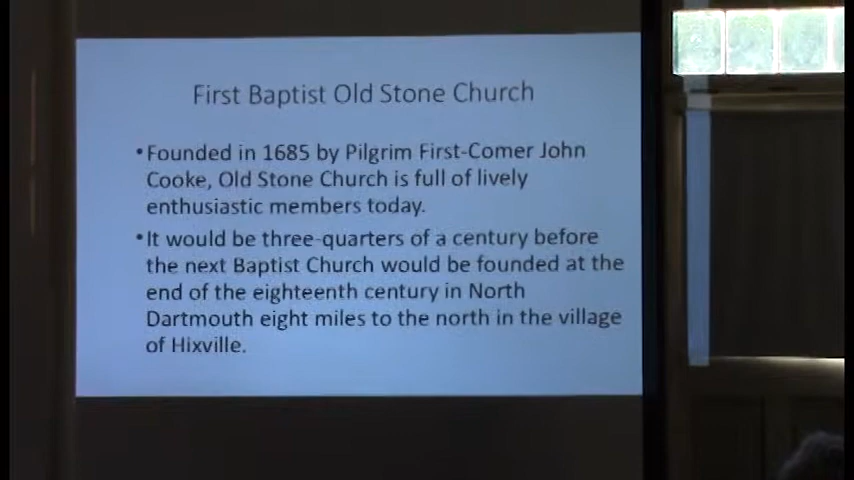 First Baptist Old Stone Church
•Founded in 1685 by Pilgrim First-Comer John
Cooke, Old Stone Church is full of lively
enthusiastic members today.
•It would be three-quarters of a century before
the next Baptist Church would be founded at the
end of the eighteenth century in North
Dartmouth eight miles to the north in the village
of Hixville.